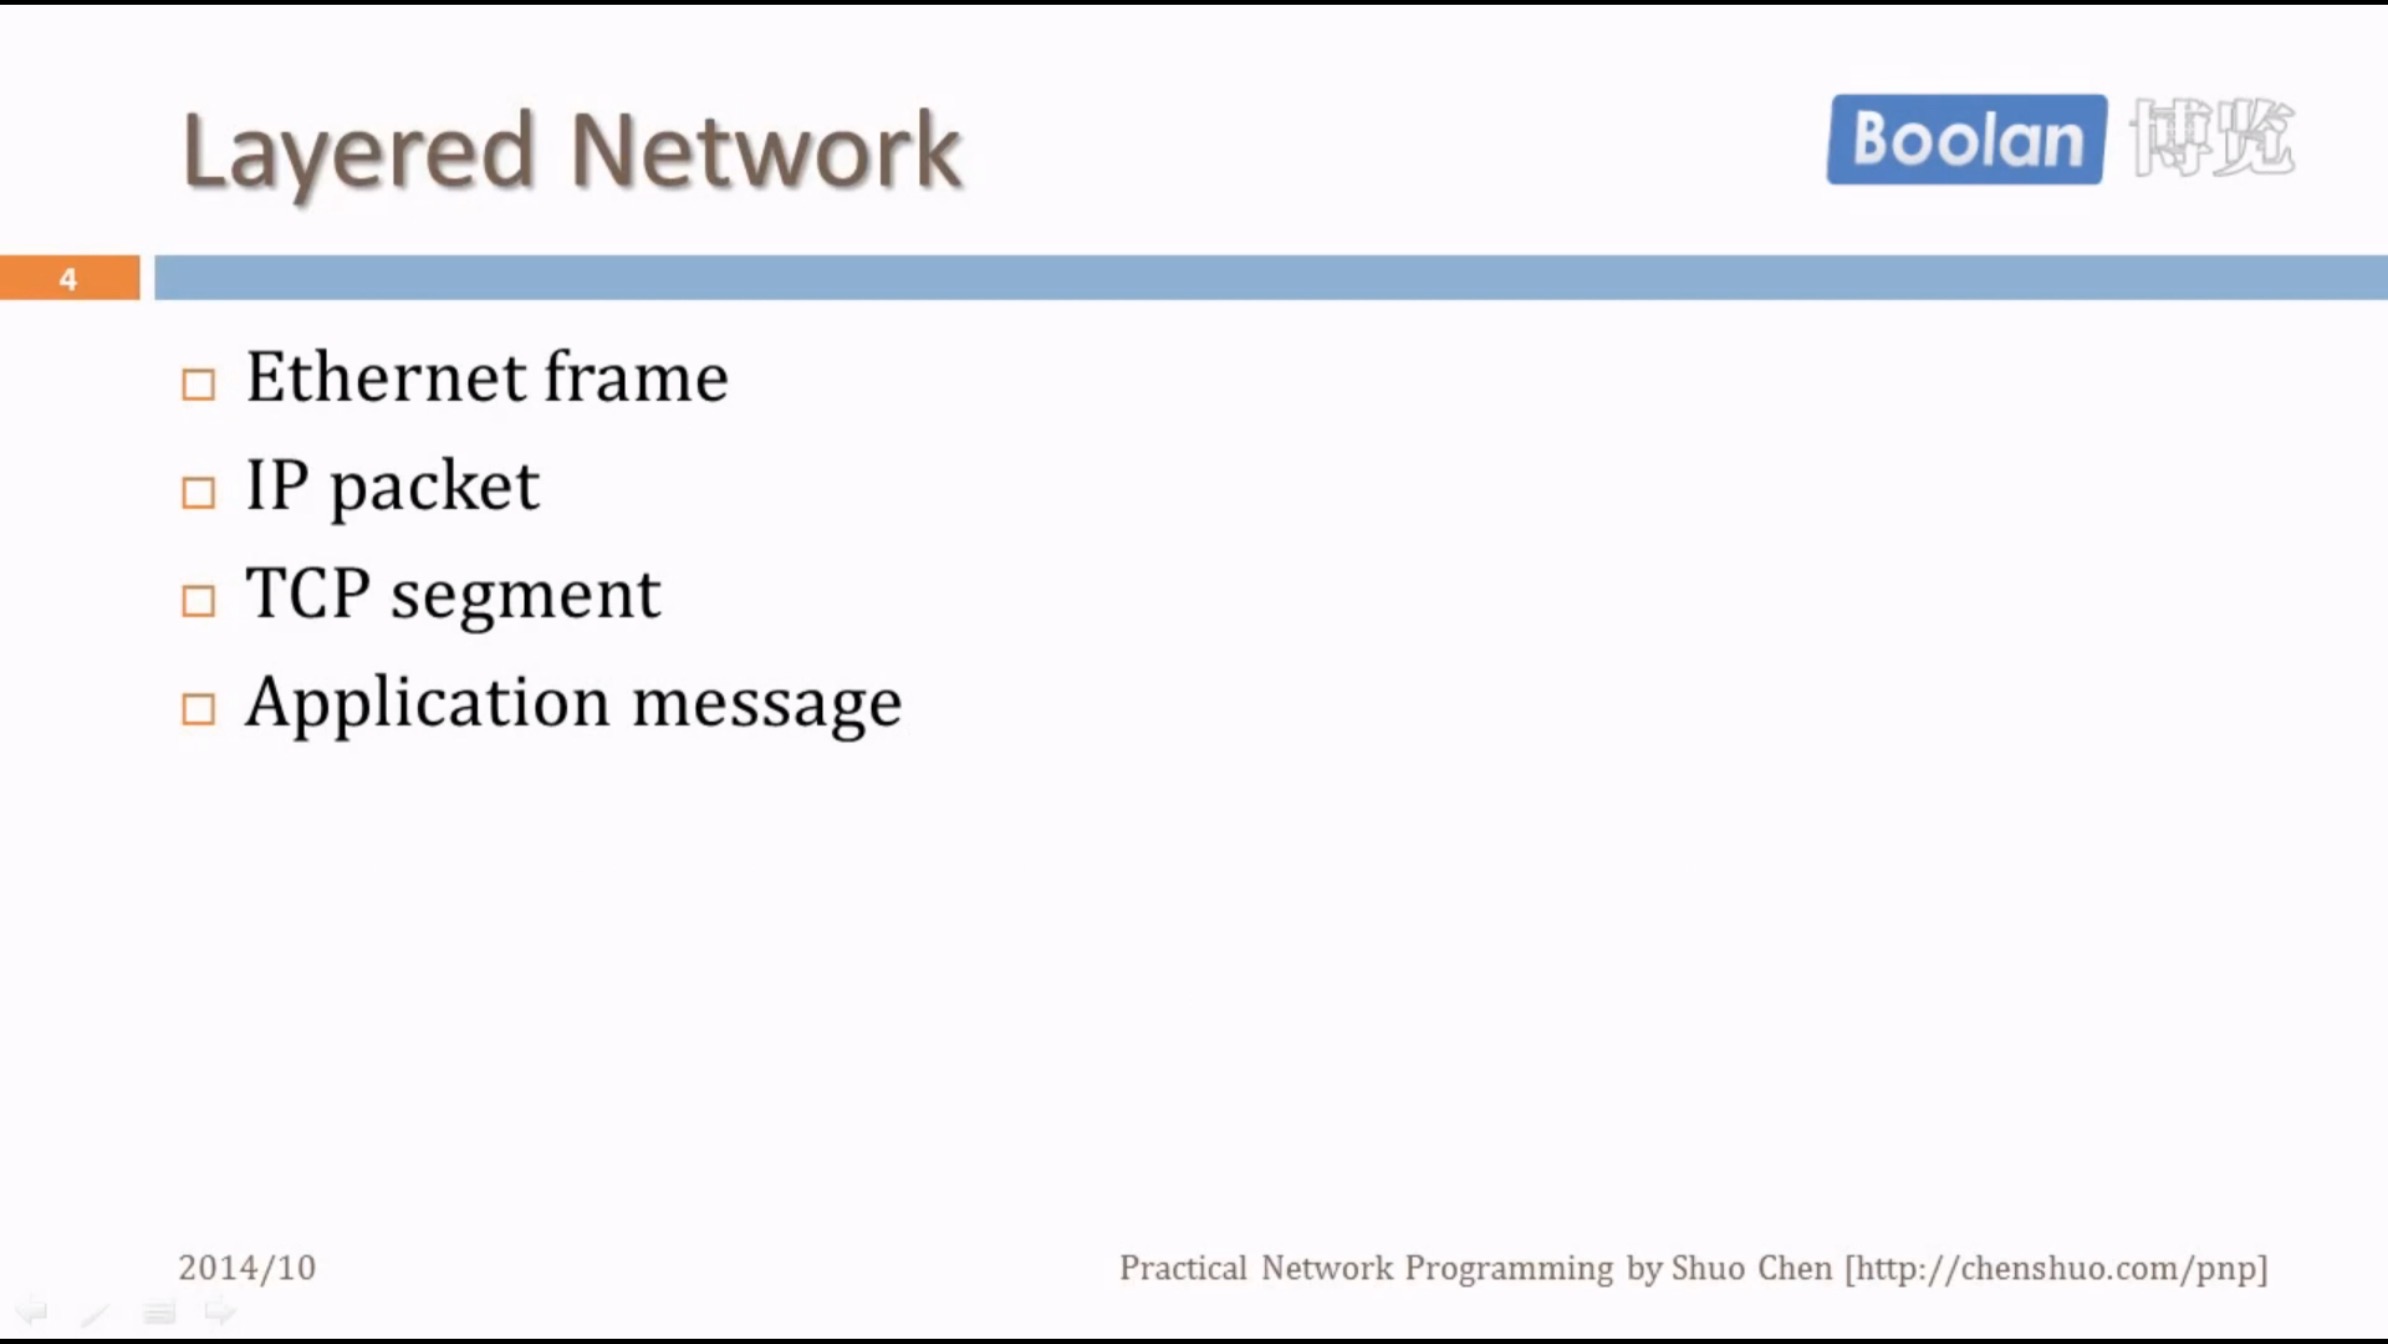 Layered Network
Boolan 博览
4
Ethernet frame
IP packet
TCP segment
Application message
2014/10
Practical Network Programming by Shuo Chen [http://chenshuo.com/pnp]